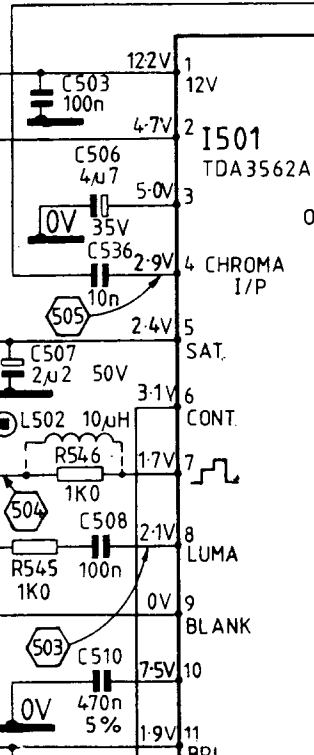 12·2V 1
C503
100n
12V
4·7V 2
I501
TDA3562A
C506
4µ7
5·0V 3
0V
35V
C536
2·9V 4
CHROMA
I/P
10n
505
2·4V 5
SAT.
C507
2µ2 50V
3·1V 6
CONT.
L502 10µH
R546
1·7V 7
1K0
504
C508
2·1V 8
LUMA
R545
100n
1K0
0V 9
BLANK
503
C510
7·5V 10
0V
470n
5%
1·9V 11